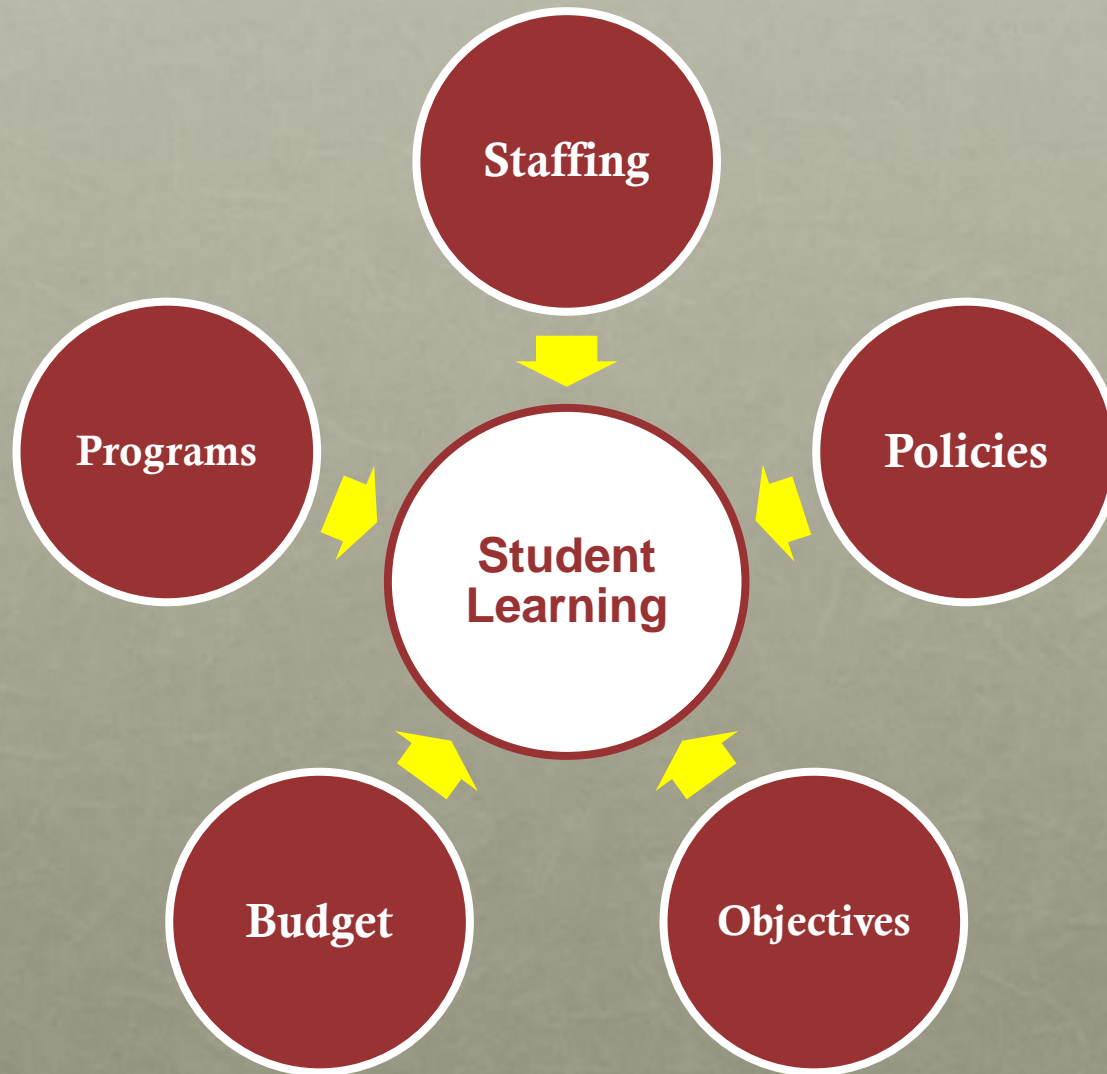 Staffing
Programs
Policies
Student
Learning
Budget
Objectives